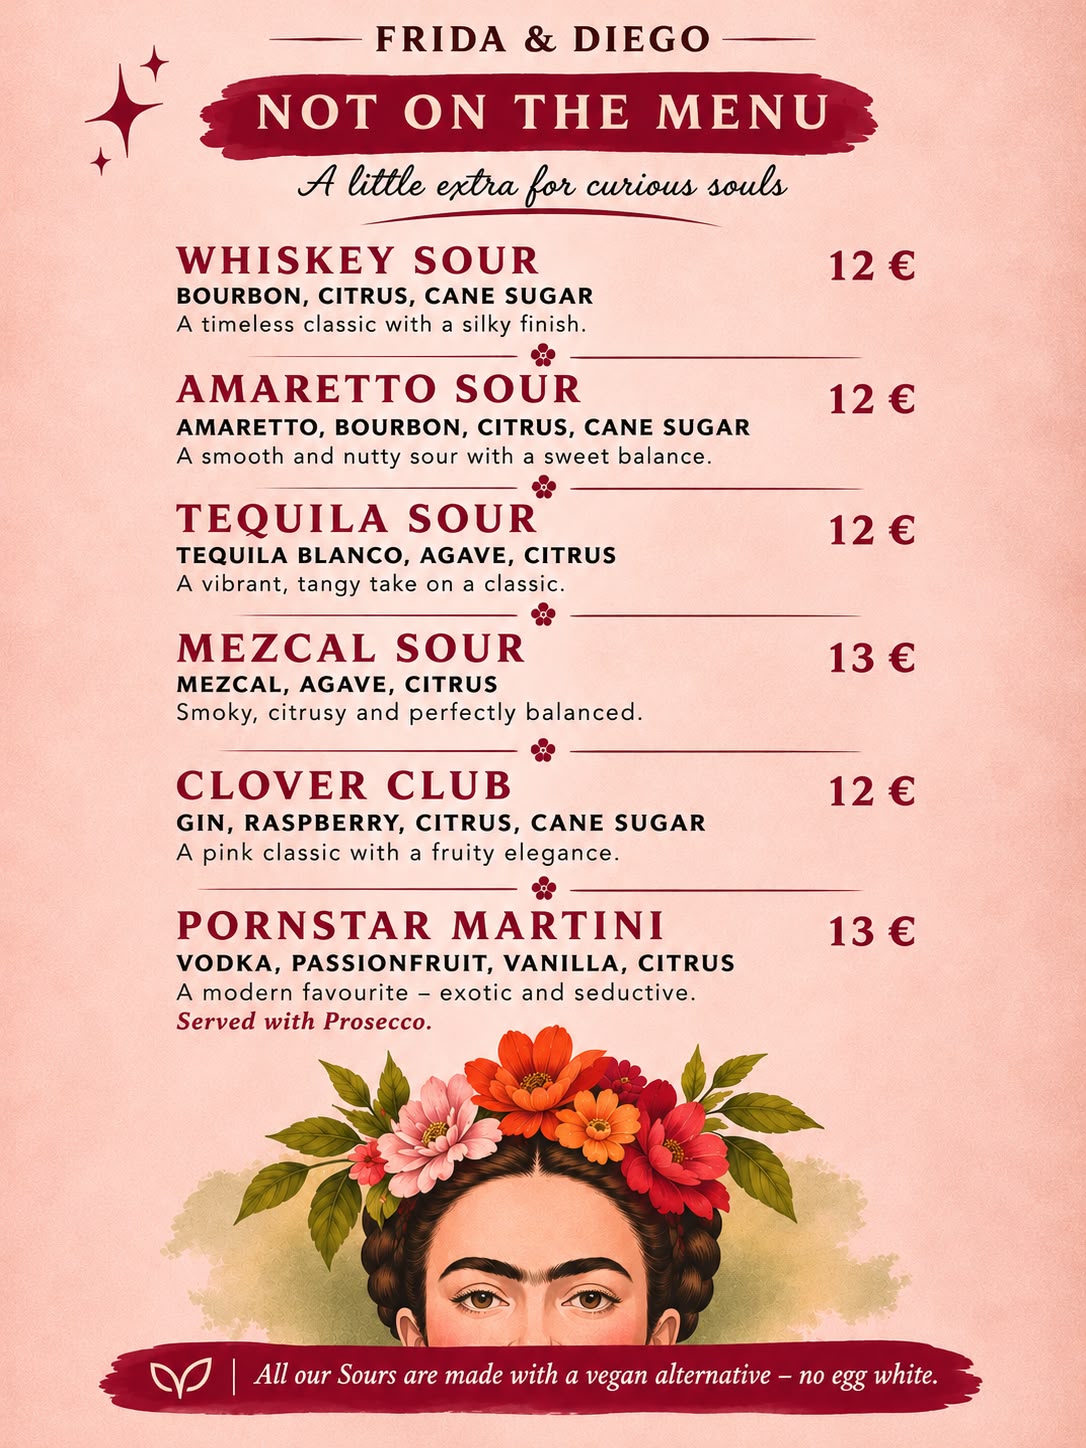 FRIDA & DIEGO
NOT ON THE MENU
A little extra for curious souls
WHISKEY SOUR 12 €
BOURBON, CITRUS, CANE SUGAR
A timeless classic with a silky finish.
AMARETTO SOUR 12 €
AMARETTO, BOURBON, CITRUS, CANE SUGAR
A smooth and nutty sour with a sweet balance.
TEQUILA SOUR 12 €
TEQUILA BLANCO, AGAVE, CITRUS
A vibrant, tangy take on a classic.
MEZCAL SOUR 13 €
MEZCAL, AGAVE, CITRUS
Smoky, citrusy and perfectly balanced.
CLOVER CLUB 12 €
GIN, RASPBERRY, CITRUS, CANE SUGAR
A pink classic with a fruity elegance.
PORNSTAR MARTINI 13 €
VODKA, PASSIONFRUIT, VANILLA, CITRUS
A modern favourite – exotic and seductive.
Served with Prosecco.
All our Sours are made with a vegan alternative – no egg white.